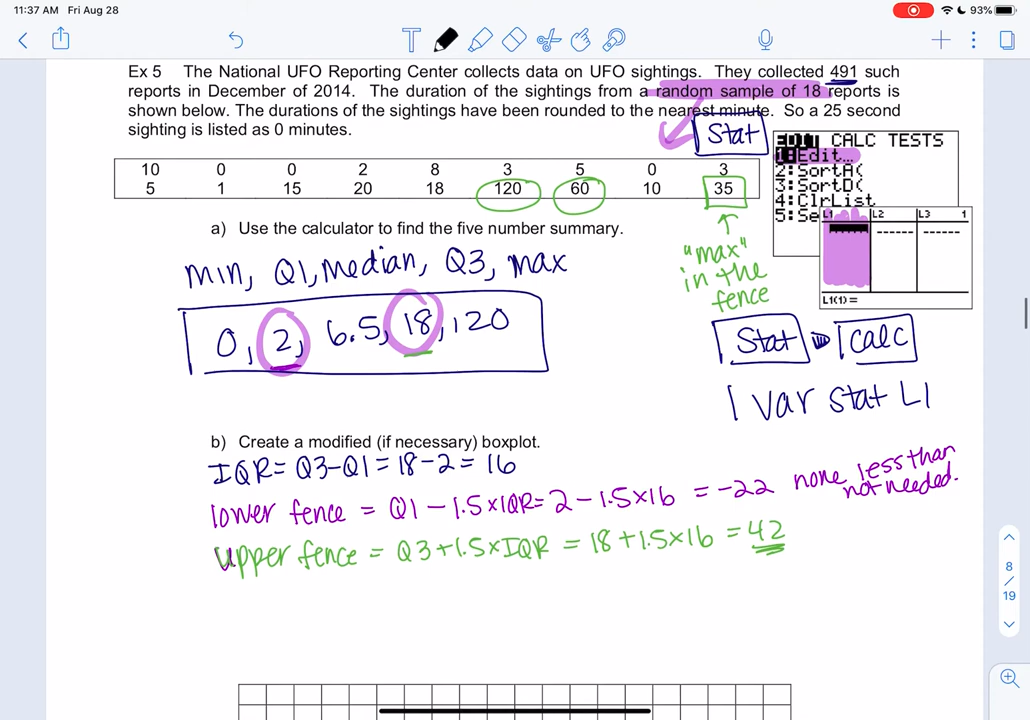 11:37 AM Fri Aug 28
93%
Ex 5 The National UFO Reporting Center collects data on UFO sightings. They collected 491 such
reports in December of 2014. The duration of the sightings from a random sample of 18 reports is
shown below. The durations of the sightings have been rounded to the nearest minute. So a 25 second
sighting is listed as 0 minutes.
Stat
EDIT CALC TESTS
1:Edit...
2:SortA(
3:SortD(
4:ClrList
5:Se
L1 L2 L3 1
L1(1)=
10 0 0 2 8 3 5 0 3
5 1 15 20 18 120 60 10 35
a) Use the calculator to find the five number summary.
min, Q1, median, Q3, max
0, 2, 6.5, 18, 120
"max"
in the
fence
Stat Calc
1 var stat L1
b) Create a modified (if necessary) boxplot.
IQR = Q3-Q1 = 18-2 = 16
lower fence = Q1 - 1.5×IQR = 2 - 1.5×16 = -22
none less than
not needed.
upper fence = Q3 + 1.5×IQR = 18 + 1.5×16 = 42
8
/
19